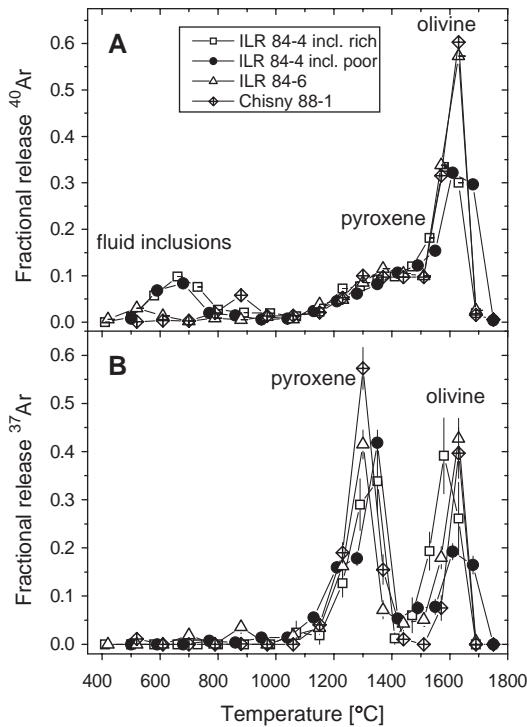 A
ILR 84-4 incl. rich
ILR 84-4 incl. poor
ILR 84-6
Chisny 88-1
olivine
pyroxene
fluid inclusions
Fractional release ⁴⁰Ar
0.6
0.5
0.4
0.3
0.2
0.1
0.0
B
pyroxene
olivine
Fractional release ³⁷Ar
0.6
0.5
0.4
0.3
0.2
0.1
0.0
400 600 800 1000 1200 1400 1600 1800
Temperature [°C]